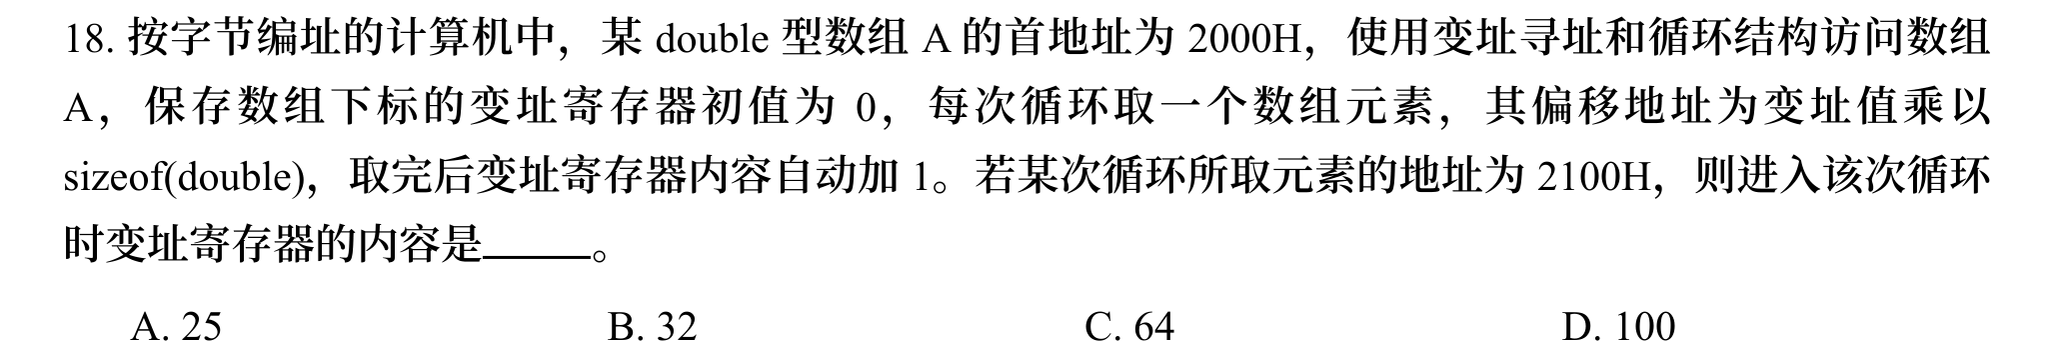 18. 按字节编址的计算机中，某 double 型数组 A 的首地址为 2000H，使用变址寻址和循环结构访问数组
A，保存数组下标的变址寄存器初值为 0，每次循环取一个数组元素，其偏移地址为变址值乘以
sizeof(double)，取完后变址寄存器内容自动加 1。若某次循环所取元素的地址为 2100H，则进入该次循环
时变址寄存器的内容是_____。
A. 25 B. 32 C. 64 D. 100